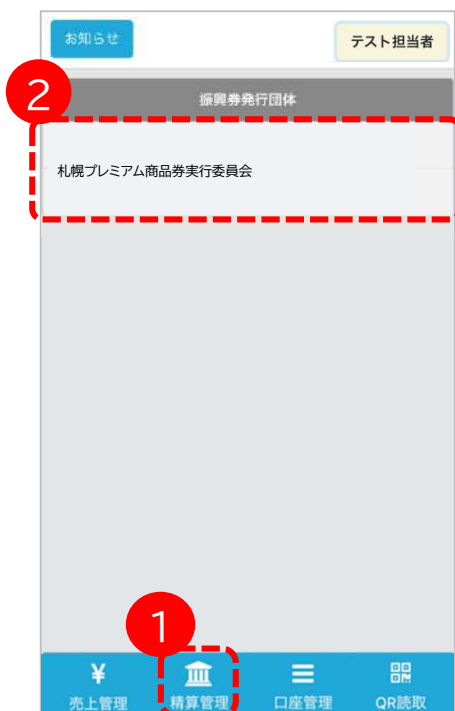 お知らせ
テスト担当者
2
振興券発行団体
札幌プレミアム商品券実行委員会
1
¥
売上管理 精算管理 口座管理 QR読取